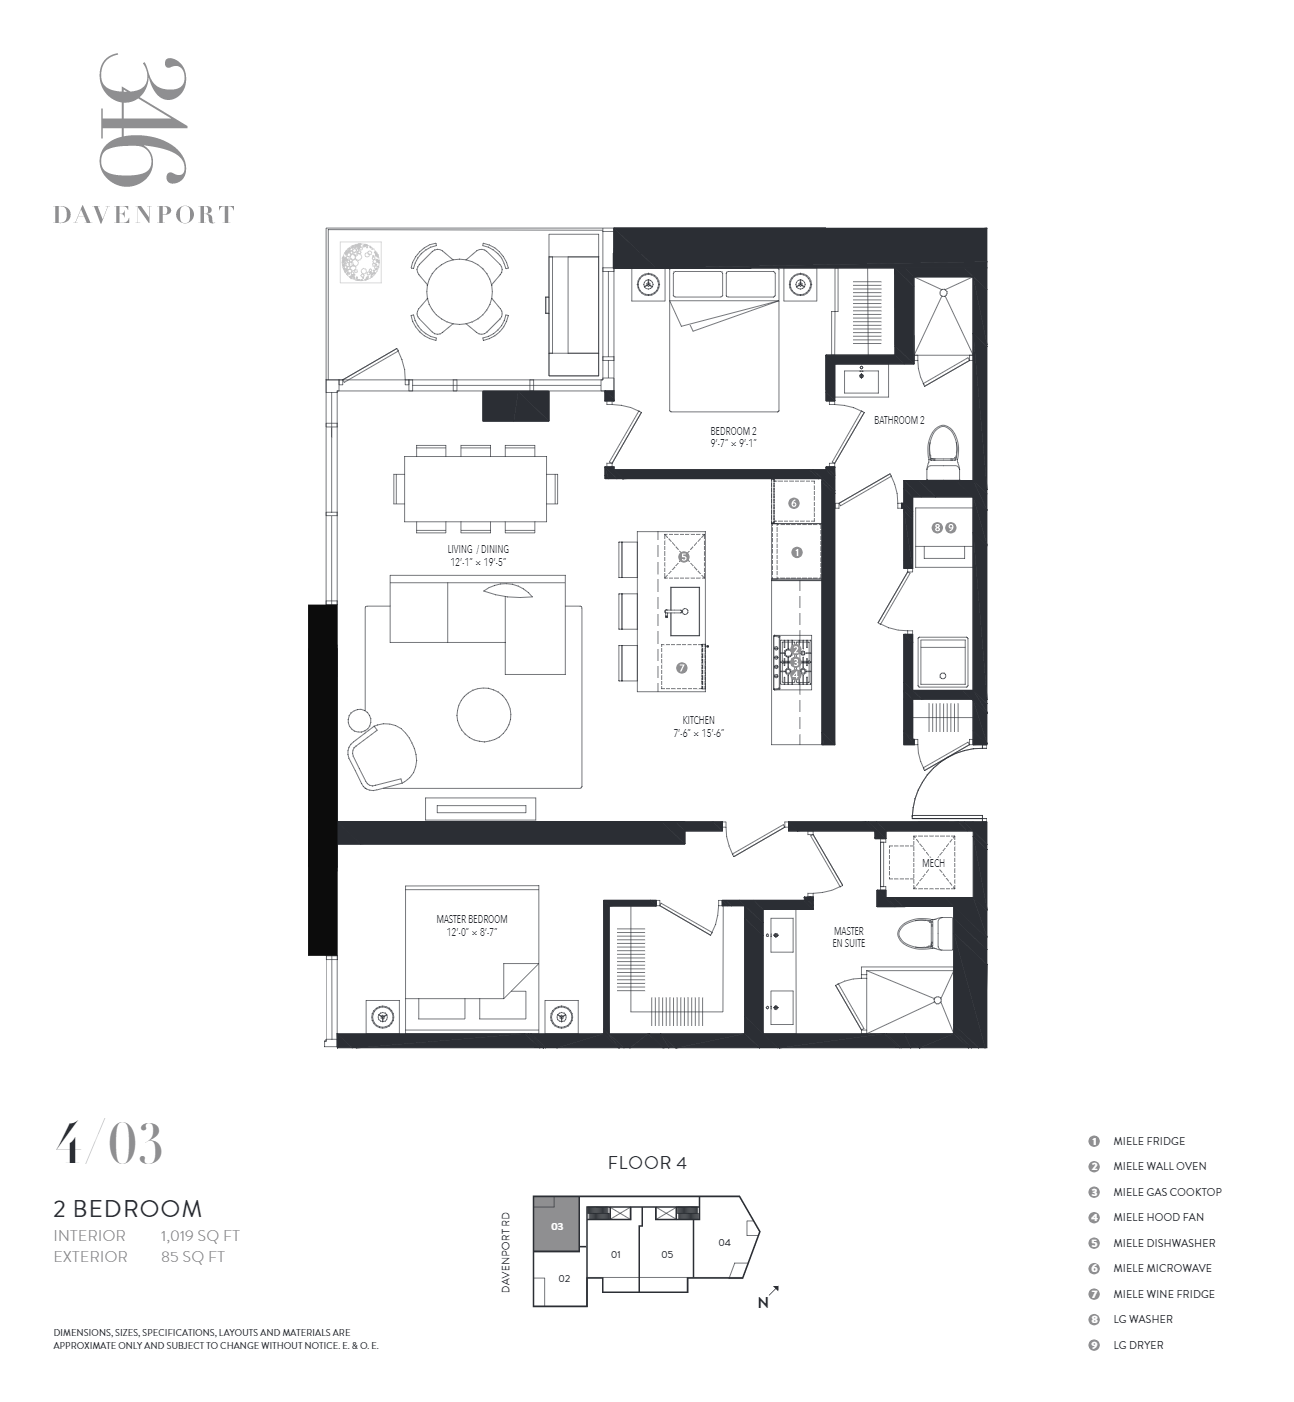 346
DAVENPORT
BEDROOM 2
9'-7" × 9'-1"
BATHROOM 2
6
8 9
1
5
LIVING / DINING
12'-1" × 19'-5"
2
3
4
7
KITCHEN
7'-6" × 15'-6"
MECH
MASTER BEDROOM
12'-0" × 8'-7"
MASTER
EN SUITE
4/03
2 BEDROOM
INTERIOR 1,019 SQ FT
EXTERIOR 85 SQ FT
DIMENSIONS, SIZES, SPECIFICATIONS, LAYOUTS AND MATERIALS ARE
APPROXIMATE ONLY AND SUBJECT TO CHANGE WITHOUT NOTICE. E. & O. E.
FLOOR 4
DAVENPORT RD
03
04
01
05
02
N
1 MIELE FRIDGE
2 MIELE WALL OVEN
3 MIELE GAS COOKTOP
4 MIELE HOOD FAN
5 MIELE DISHWASHER
6 MIELE MICROWAVE
7 MIELE WINE FRIDGE
8 LG WASHER
9 LG DRYER